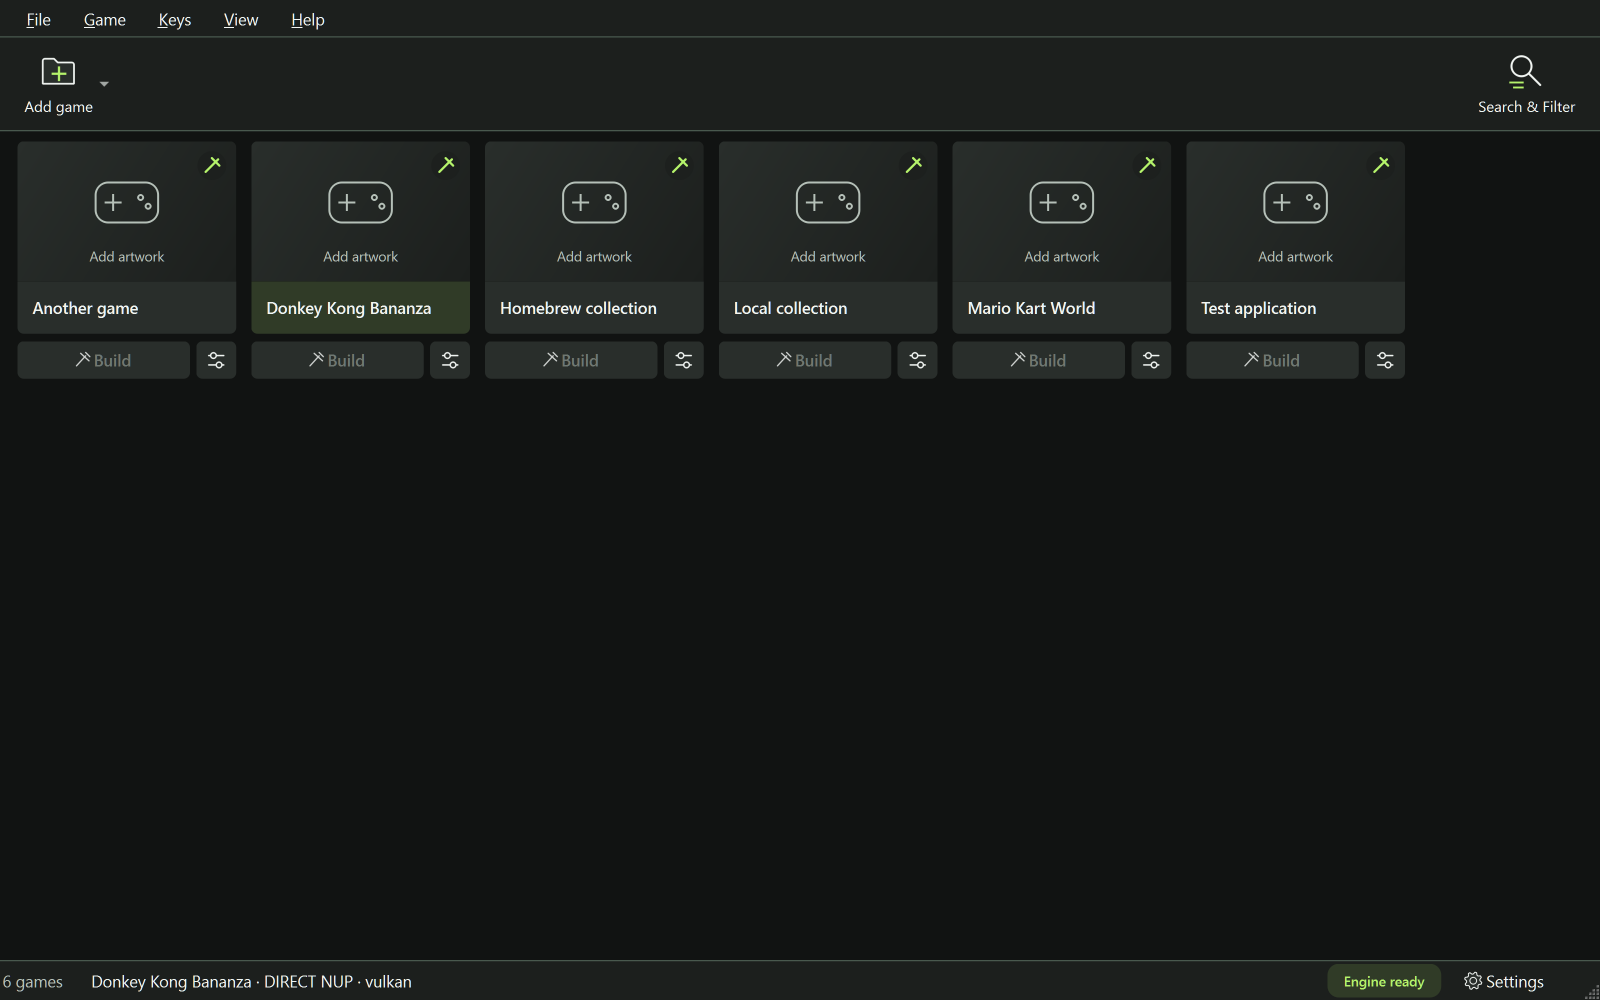 File Game Keys View Help
Add game
Search & Filter
Add artwork Add artwork Add artwork Add artwork Add artwork Add artwork
Another game Donkey Kong Bananza Homebrew collection Local collection Mario Kart World Test application
Build Build Build Build Build Build
6 games Donkey Kong Bananza · DIRECT NUP · vulkan Engine ready Settings